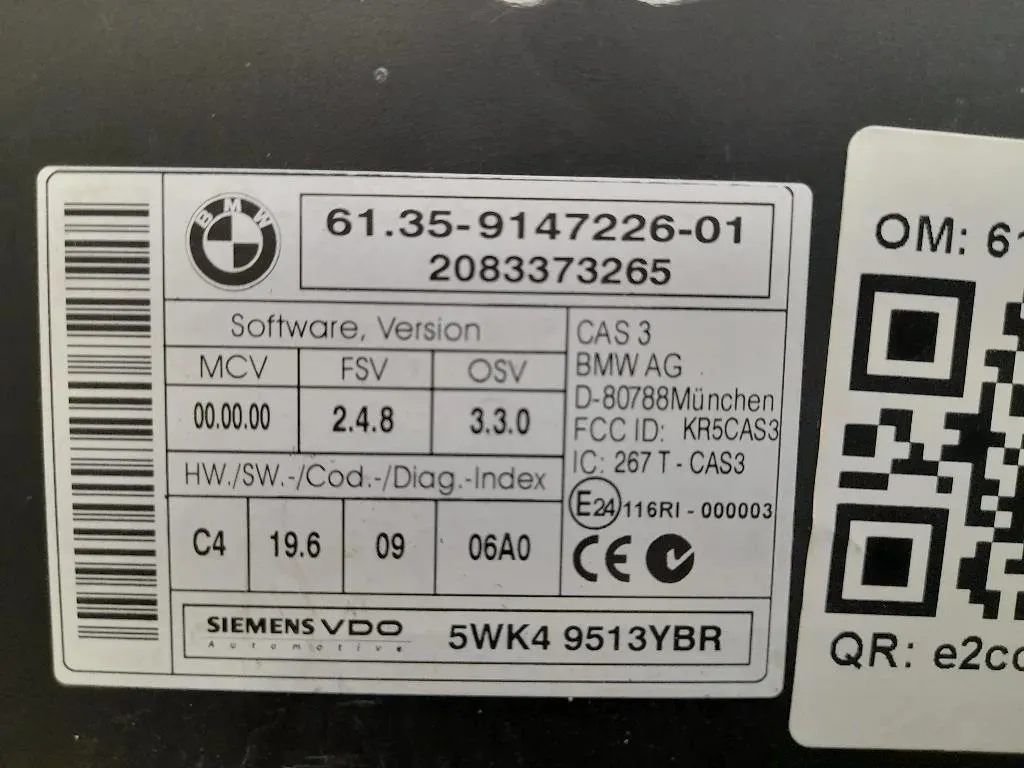 BMW
61.35-9147226-01
2083373265
Software, Version
MCV FSV OSV
00.00.00 2.4.8 3.3.0
HW./SW.-/Cod.-/Diag.-Index
C4 19.6 09 06A0
CAS 3
BMW AG
D-80788München
FCC ID: KR5CAS3
IC: 267 T - CAS3
E24 116RI - 000003
CE
SIEMENS VDO
Automotive
5WK4 9513YBR
OM: 61
QR: e2cc